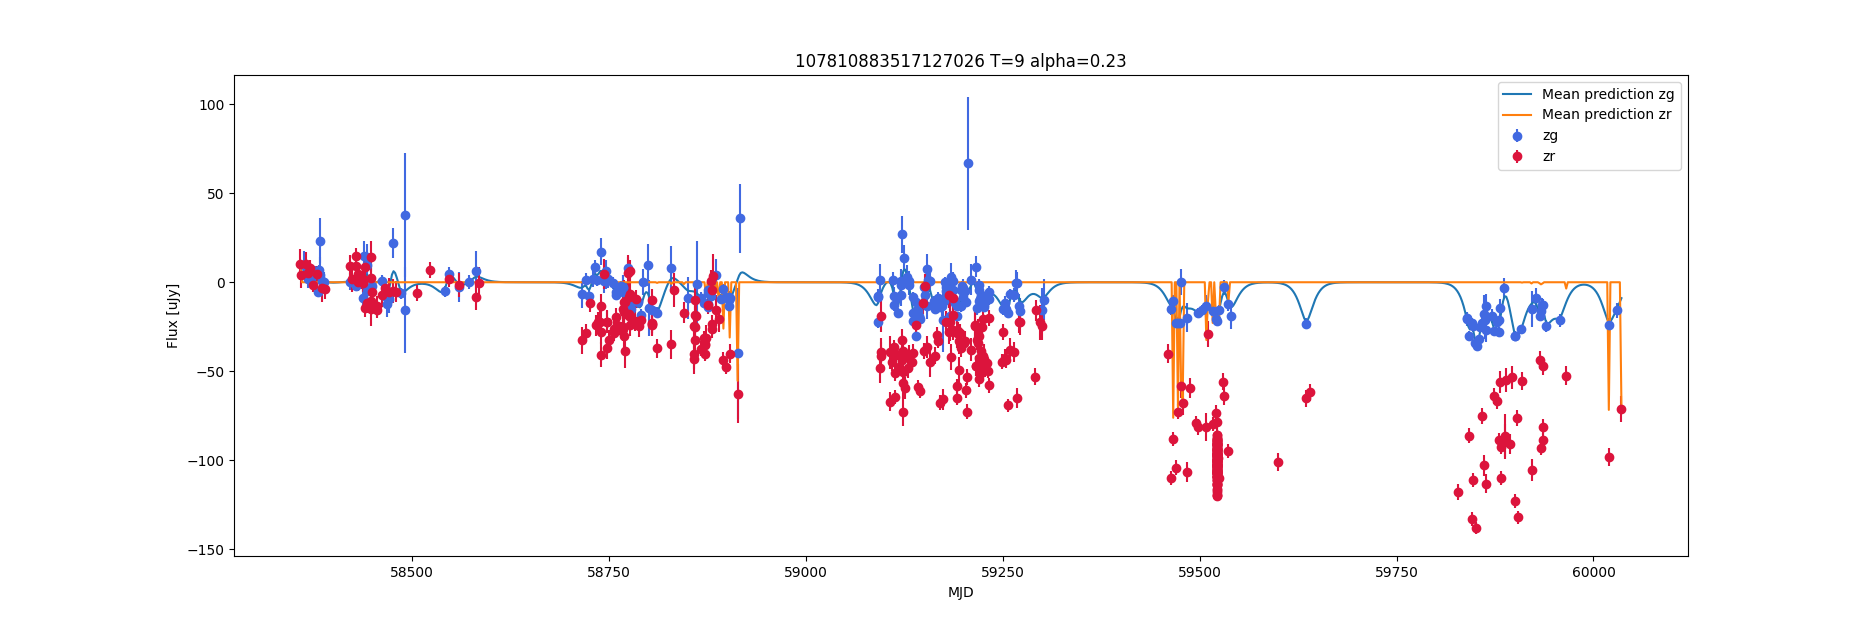 107810883517127026 T=9 alpha=0.23
Mean prediction zg
Mean prediction zr
zg
zr
100
50
0
−50
−100
−150
Flux [uJy]
58500
58750
59000
59250
59500
59750
60000
MJD